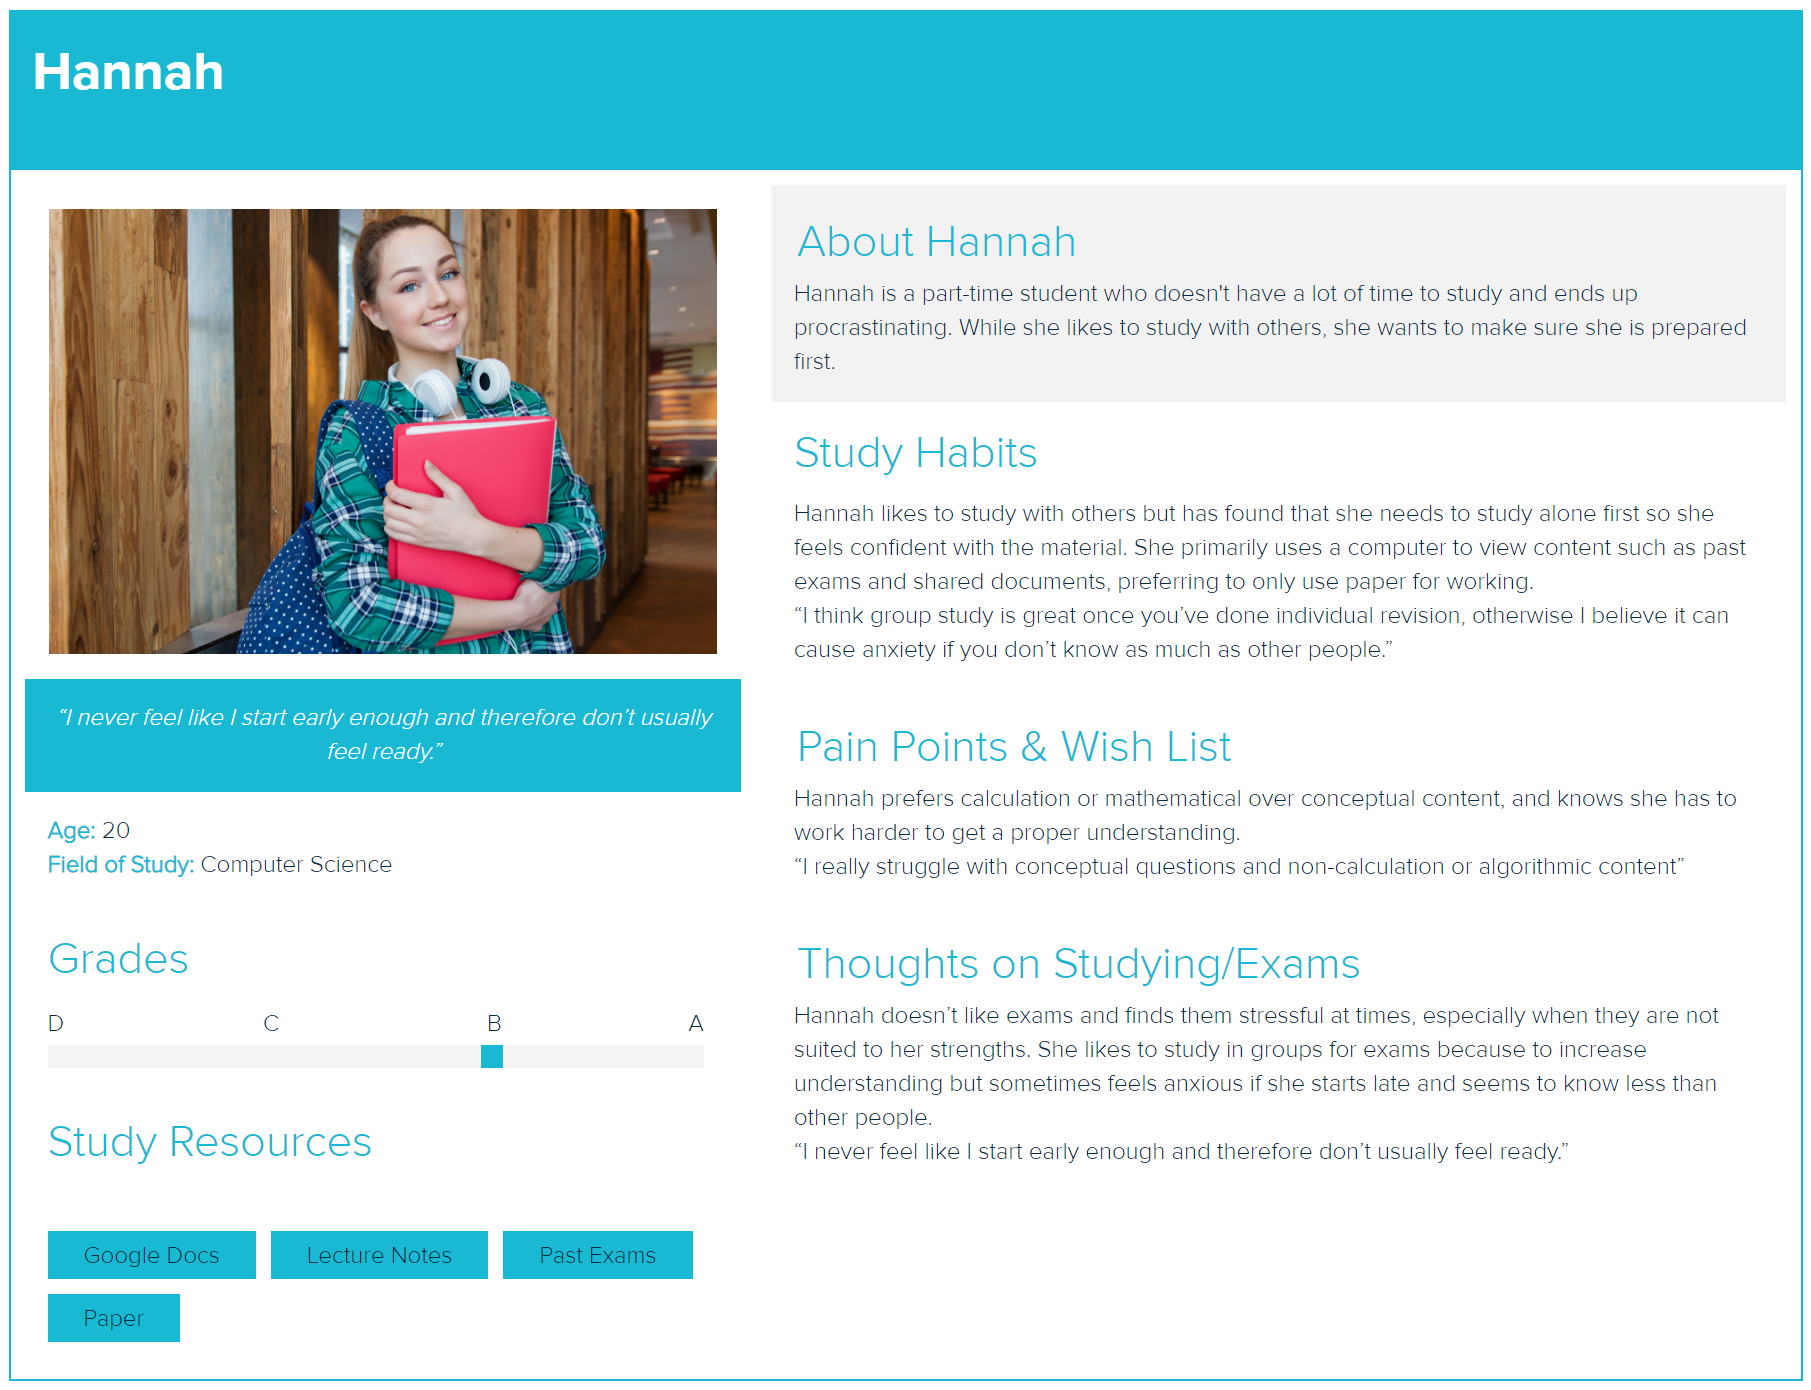 Hannah
“I never feel like I start early enough and therefore don’t usually
feel ready.”
Age: 20
Field of Study: Computer Science
Grades
D C B A
Study Resources
Google Docs Lecture Notes Past Exams
Paper
About Hannah
Hannah is a part-time student who doesn't have a lot of time to study and ends up
procrastinating. While she likes to study with others, she wants to make sure she is prepared
first.
Study Habits
Hannah likes to study with others but has found that she needs to study alone first so she
feels confident with the material. She primarily uses a computer to view content such as past
exams and shared documents, preferring to only use paper for working.
“I think group study is great once you’ve done individual revision, otherwise I believe it can
cause anxiety if you don’t know as much as other people.”
Pain Points & Wish List
Hannah prefers calculation or mathematical over conceptual content, and knows she has to
work harder to get a proper understanding.
“I really struggle with conceptual questions and non-calculation or algorithmic content”
Thoughts on Studying/Exams
Hannah doesn’t like exams and finds them stressful at times, especially when they are not
suited to her strengths. She likes to study in groups for exams because to increase
understanding but sometimes feels anxious if she starts late and seems to know less than
other people.
“I never feel like I start early enough and therefore don’t usually feel ready.”